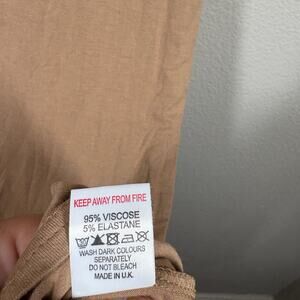 KEEP AWAY FROM FIRE
95% VISCOSE
5% ELASTANE
WASH DARK COLOURS
SEPARATELY
DO NOT BLEACH
MADE IN U.K.